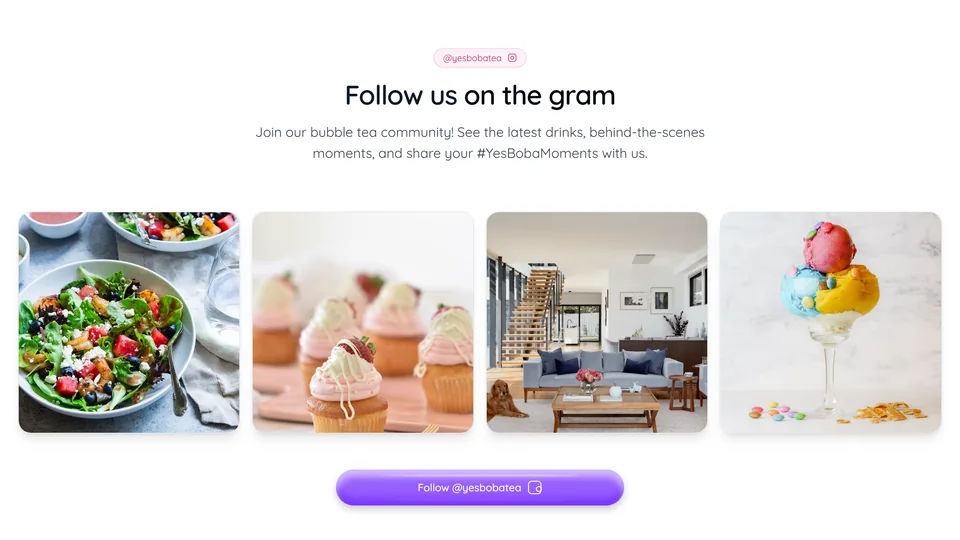 @yesbobatea
Follow us on the gram
Join our bubble tea community! See the latest drinks, behind-the-scenes
moments, and share your #YesBobaMoments with us.
Follow @yesbobatea